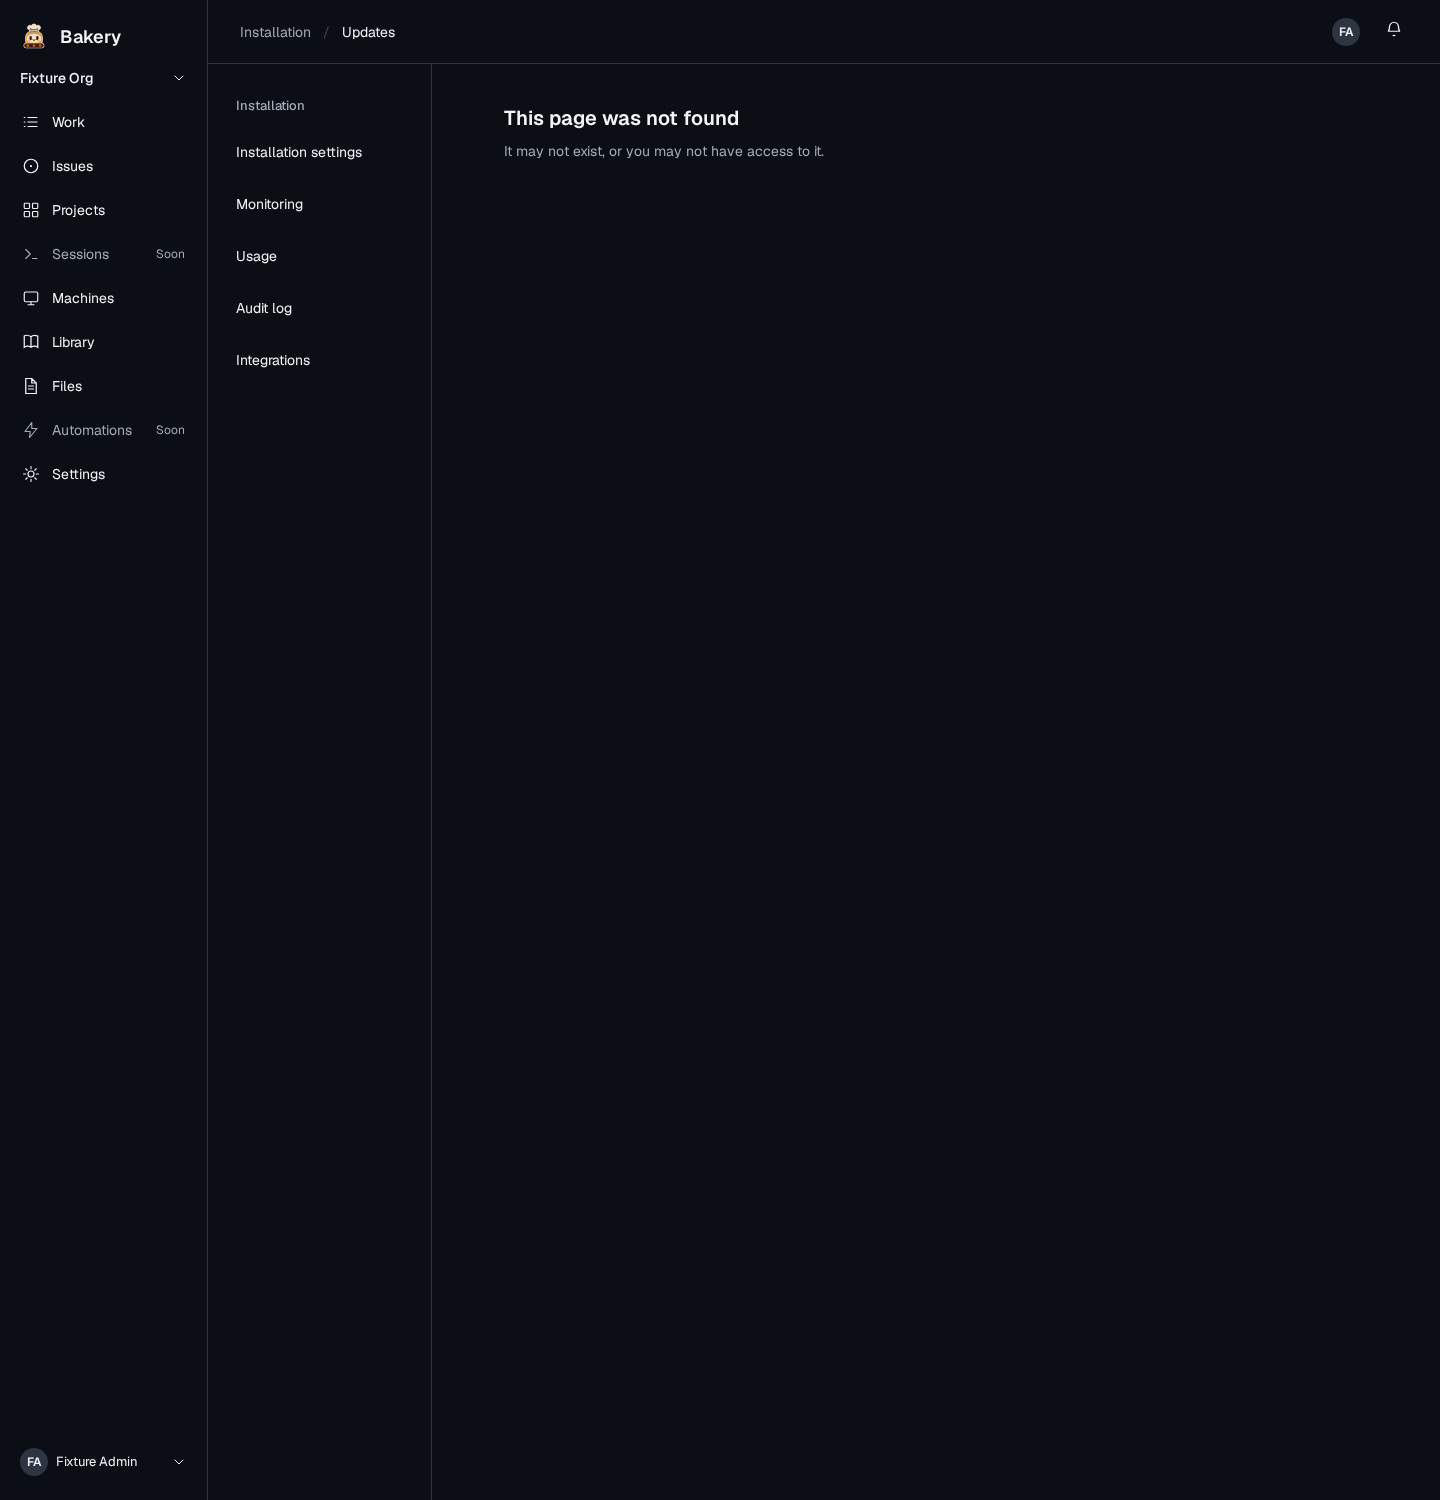 Bakery
Fixture Org
Work
Issues
Projects
Sessions Soon
Machines
Library
Files
Automations Soon
Settings
FA Fixture Admin
Installation / Updates
FA
Installation
Installation settings
Monitoring
Usage
Audit log
Integrations
This page was not found
It may not exist, or you may not have access to it.